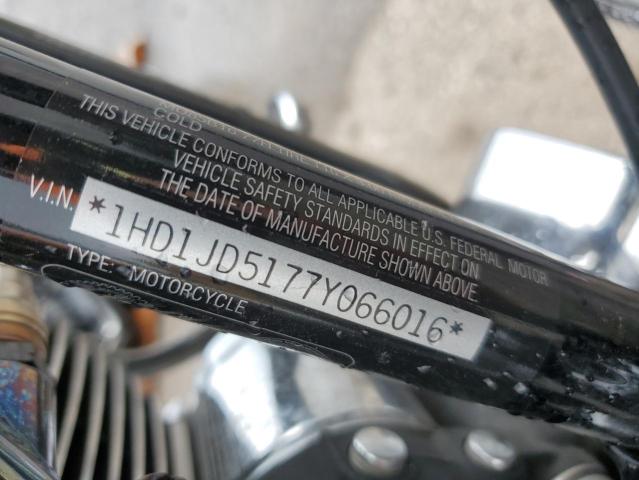 COLD
THIS VEHICLE CONFORMS TO ALL APPLICABLE U.S. FEDERAL MOTOR
VEHICLE SAFETY STANDARDS IN EFFECT ON
THE DATE OF MANUFACTURE SHOWN ABOVE
V.I.N. *1HD1JD5177Y066016*
TYPE: MOTORCYCLE